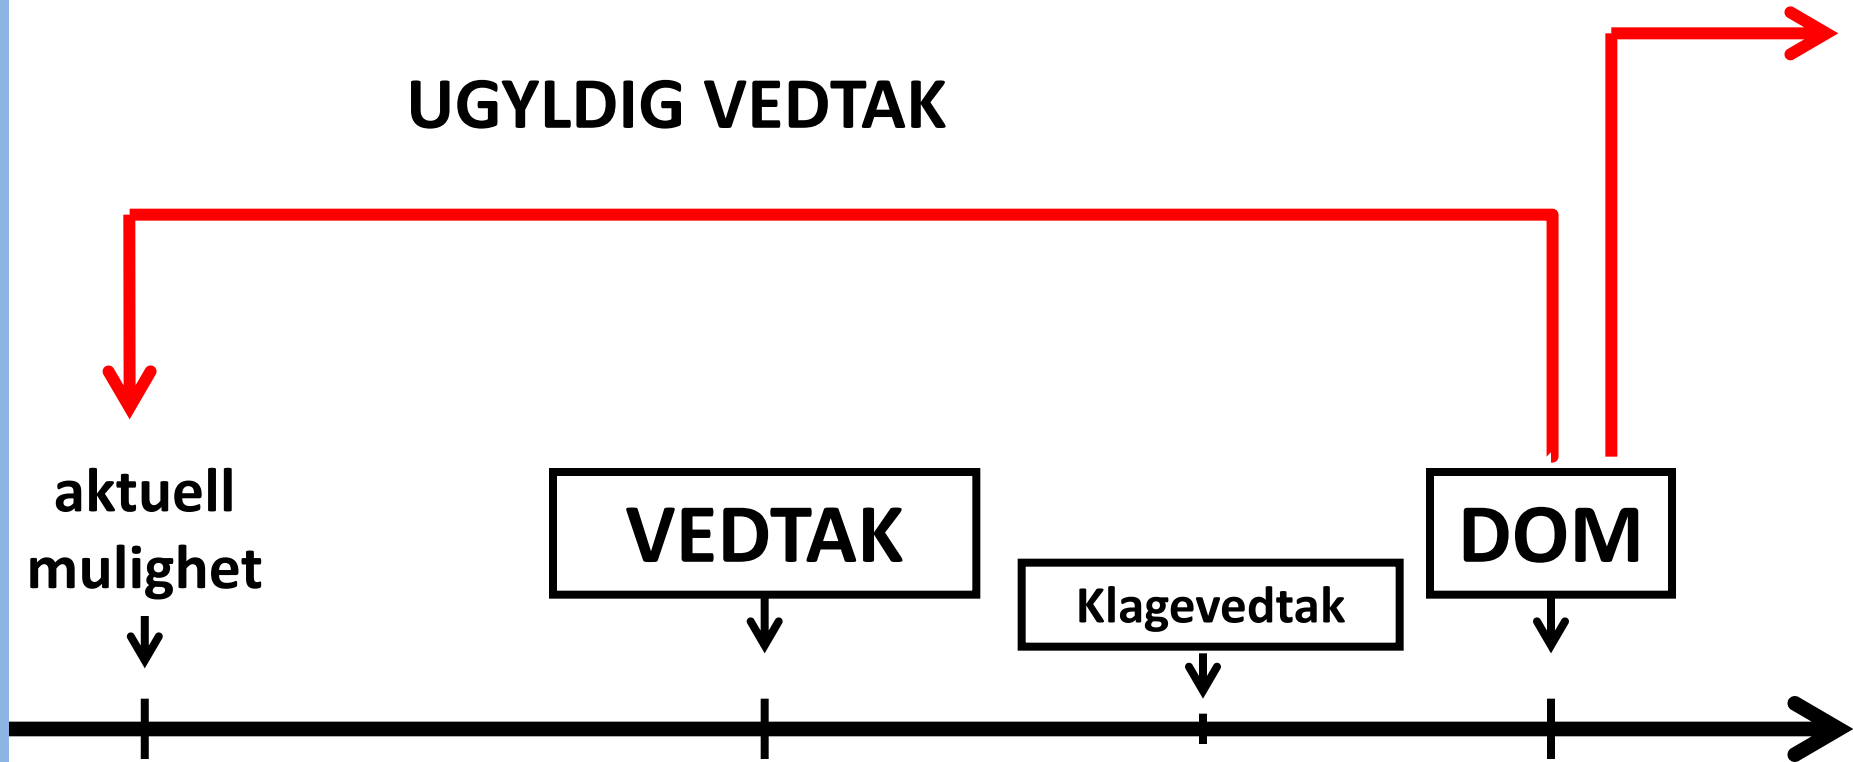 UGYLDIG VEDTAK
aktuell
mulighet
VEDTAK
Klagevedtak
DOM